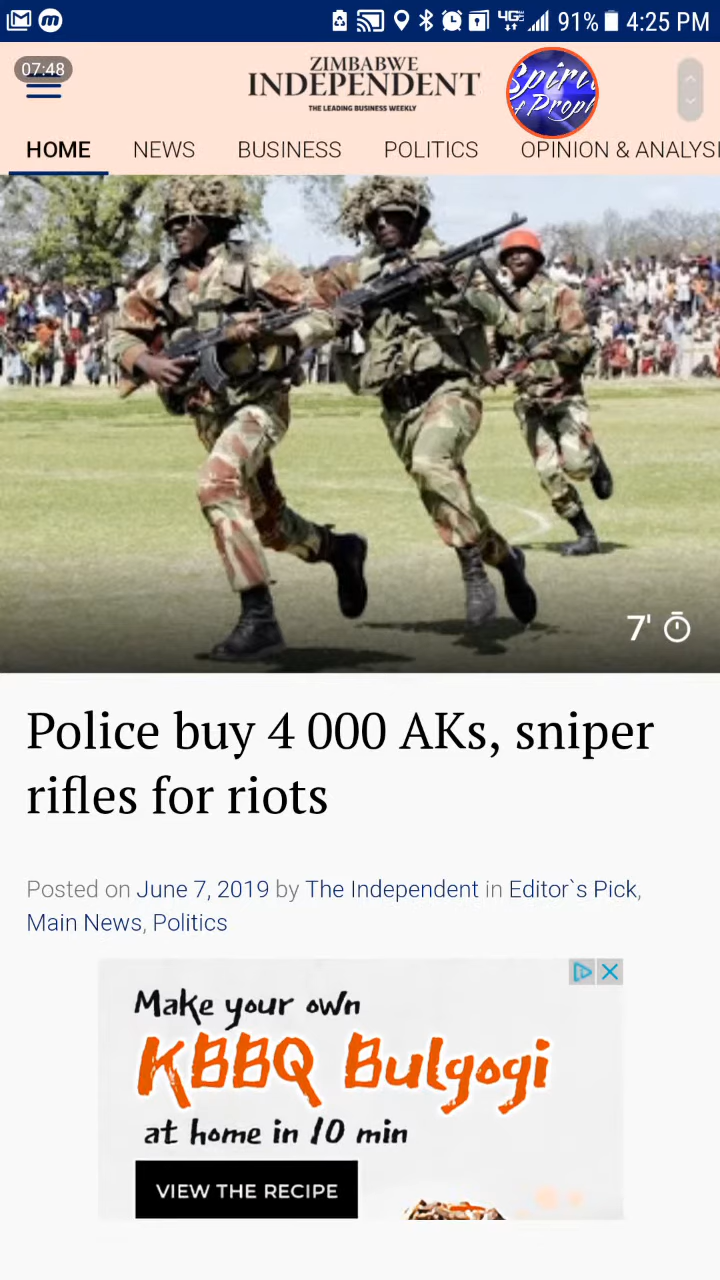 4G
91%
4:25 PM
07:48
ZIMBABWE
INDEPENDENT
THE LEADING BUSINESS WEEKLY
HOME
NEWS
BUSINESS
POLITICS
OPINION & ANALYSI
7'
Police buy 4 000 AKs, sniper
rifles for riots
Posted on June 7, 2019 by The Independent in Editor`s Pick,
Main News, Politics
Make your own
KBBQ Bulgogi
at home in 10 min
VIEW THE RECIPE